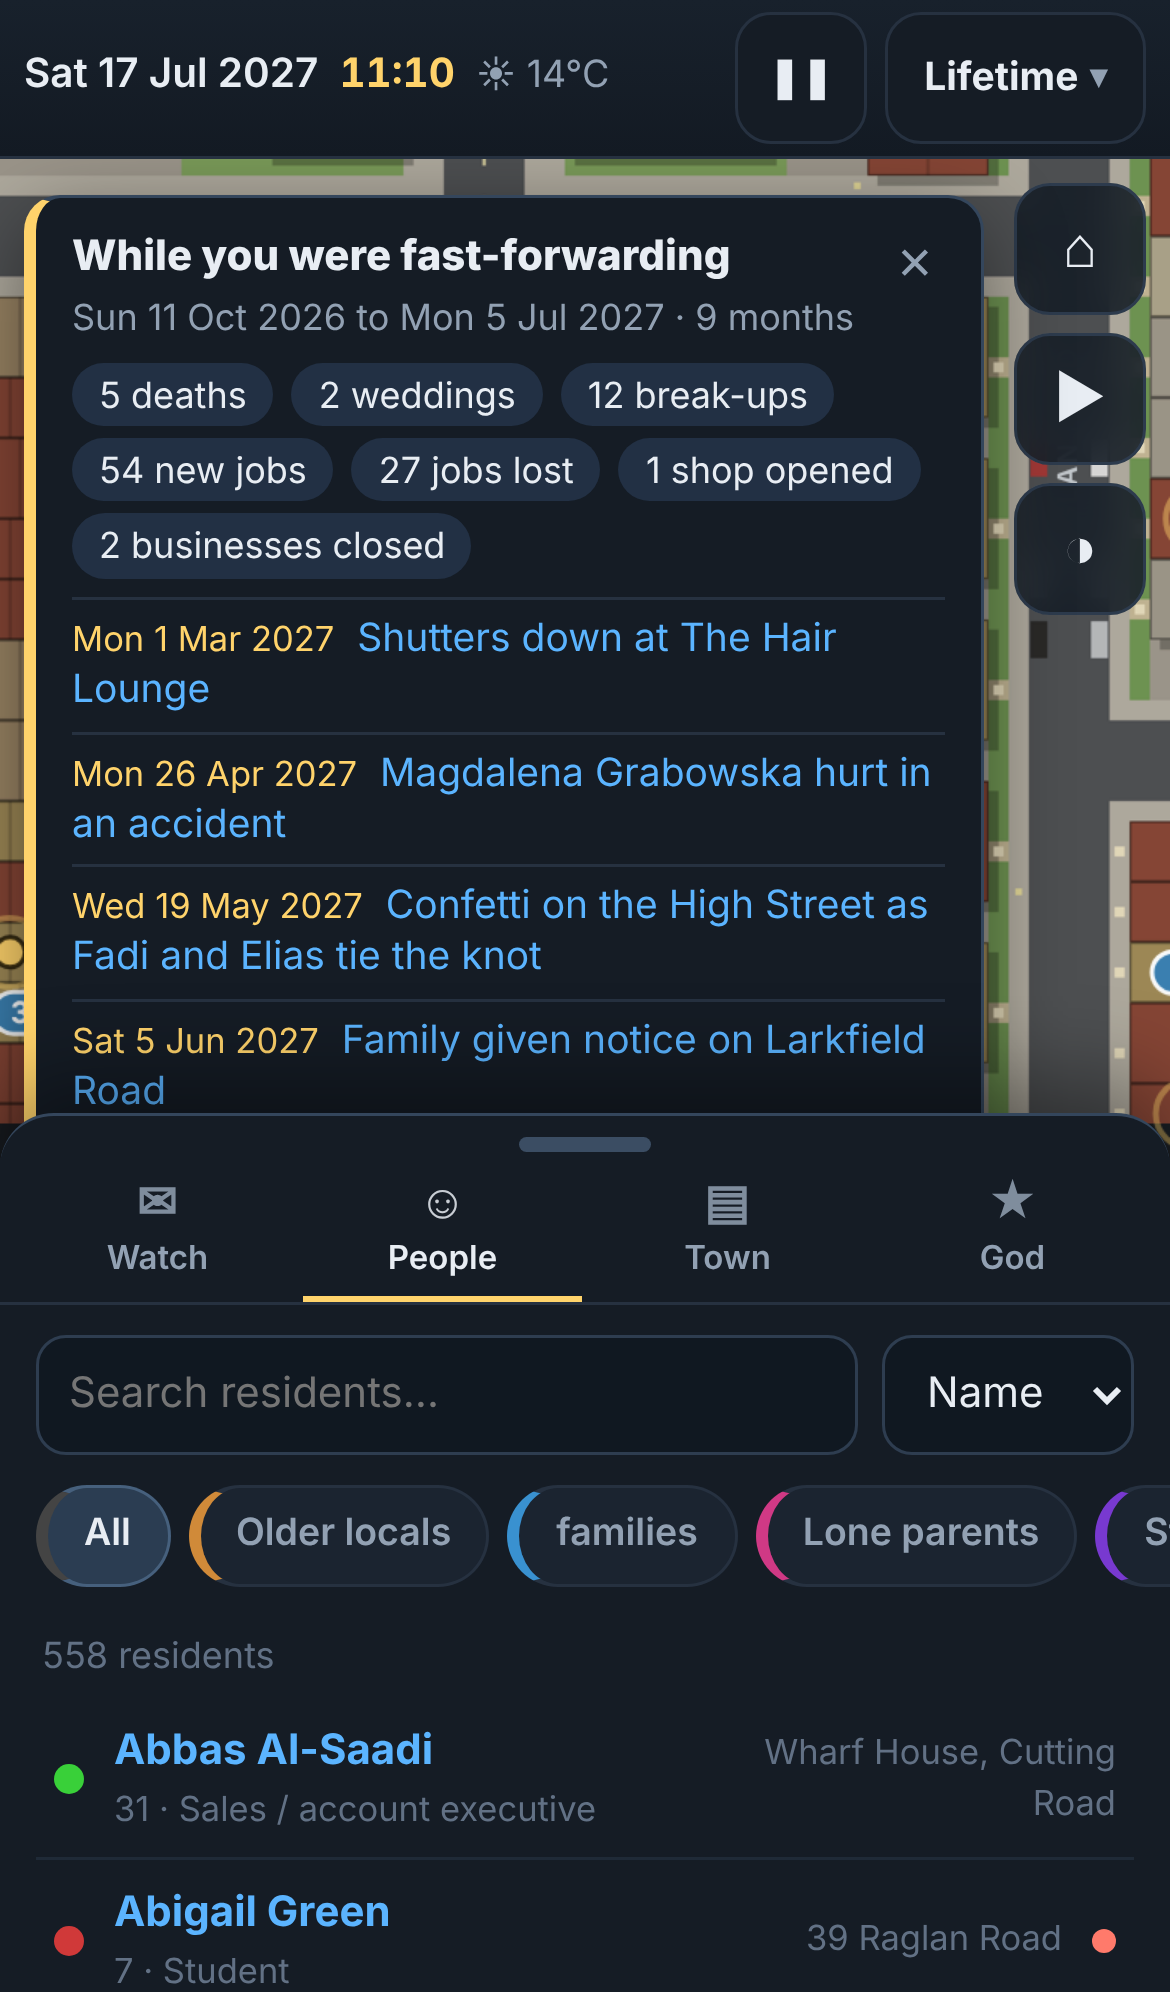 Sat 17 Jul 2027 11:10 ☀ 14°C
Lifetime ▾
While you were fast-forwarding
Sun 11 Oct 2026 to Mon 5 Jul 2027 · 9 months
5 deaths 2 weddings 12 break-ups
54 new jobs 27 jobs lost 1 shop opened
2 businesses closed
Mon 1 Mar 2027 Shutters down at The Hair
Lounge
Mon 26 Apr 2027 Magdalena Grabowska hurt in
an accident
Wed 19 May 2027 Confetti on the High Street as
Fadi and Elias tie the knot
Sat 5 Jun 2027 Family given notice on Larkfield
Road
Watch People Town God
Search residents...
Name
All Older locals families Lone parents
558 residents
Abbas Al-Saadi
31 · Sales / account executive
Wharf House, Cutting
Road
Abigail Green
7 · Student
39 Raglan Road